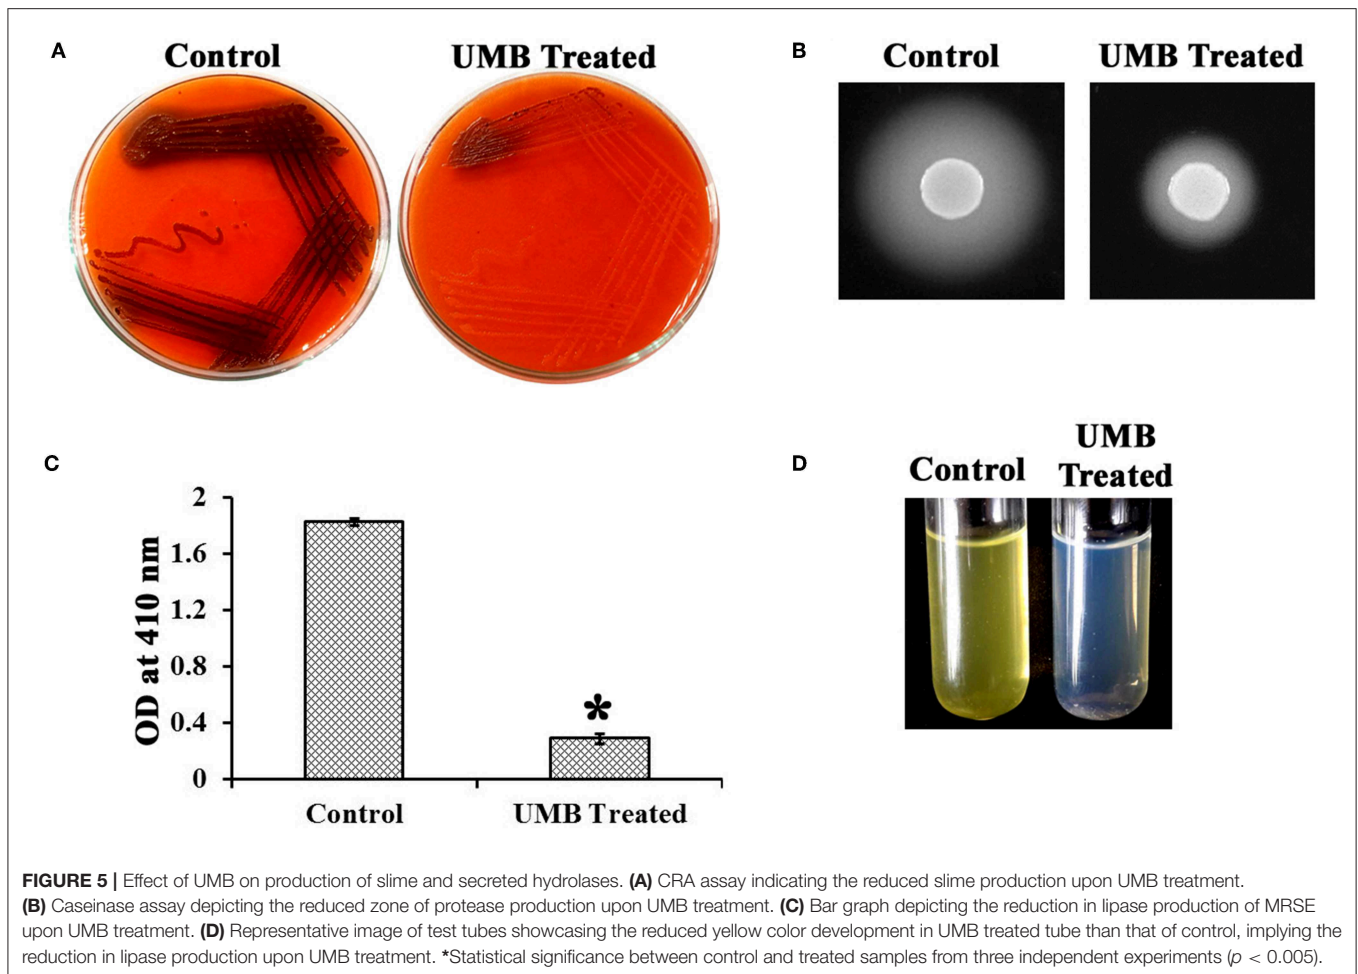 A
Control
UMB Treated
B
Control
UMB Treated
C
OD at 410 nm
2
1.6
1.2
0.8
0.4
0
*
Control
UMB Treated
D
Control
UMB
Treated
FIGURE 5 | Effect of UMB on production of slime and secreted hydrolases. (A) CRA assay indicating the reduced slime production upon UMB treatment.
(B) Caseinase assay depicting the reduced zone of protease production upon UMB treatment. (C) Bar graph depicting the reduction in lipase production of MRSE
upon UMB treatment. (D) Representative image of test tubes showcasing the reduced yellow color development in UMB treated tube than that of control, implying the
reduction in lipase production upon UMB treatment. *Statistical significance between control and treated samples from three independent experiments (p < 0.005).